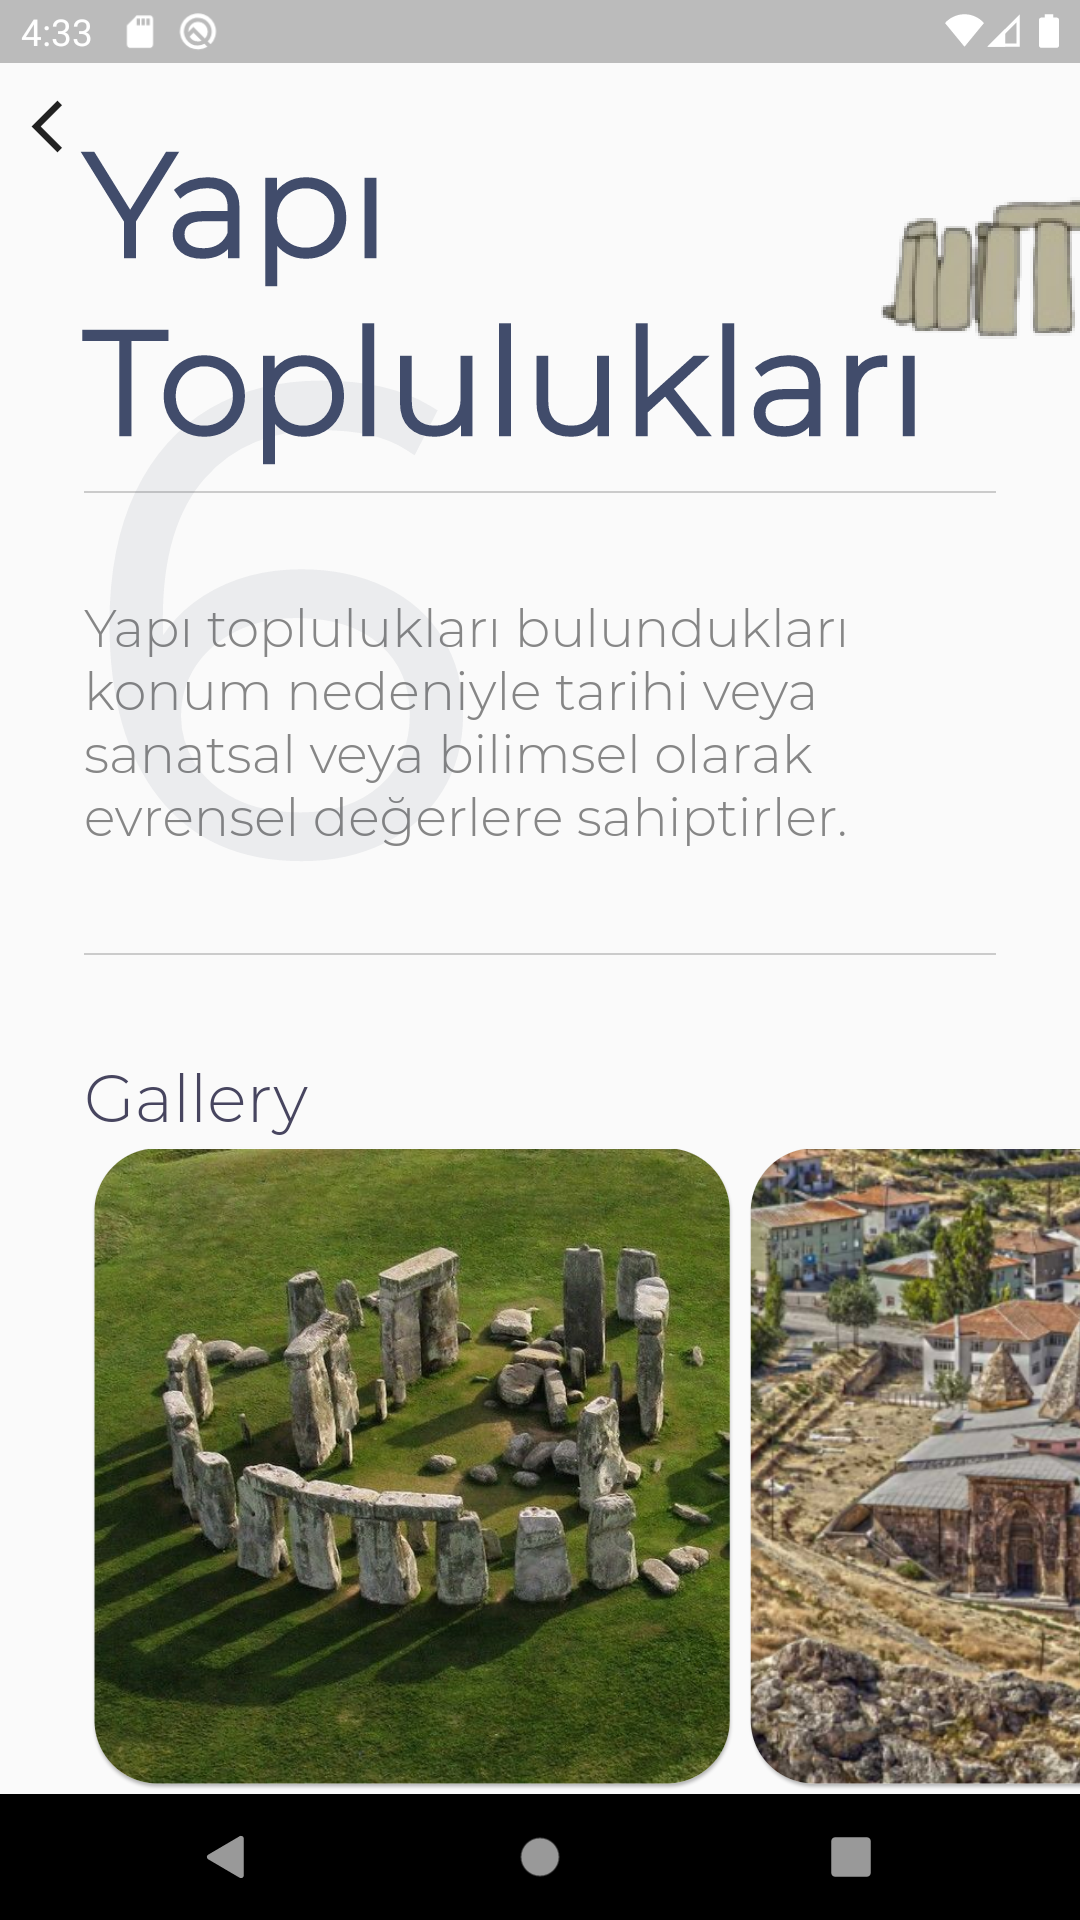 4:33
Yapı
Toplulukları
6
Yapı toplulukları bulundukları
konum nedeniyle tarihi veya
sanatsal veya bilimsel olarak
evrensel değerlere sahiptirler.
Gallery